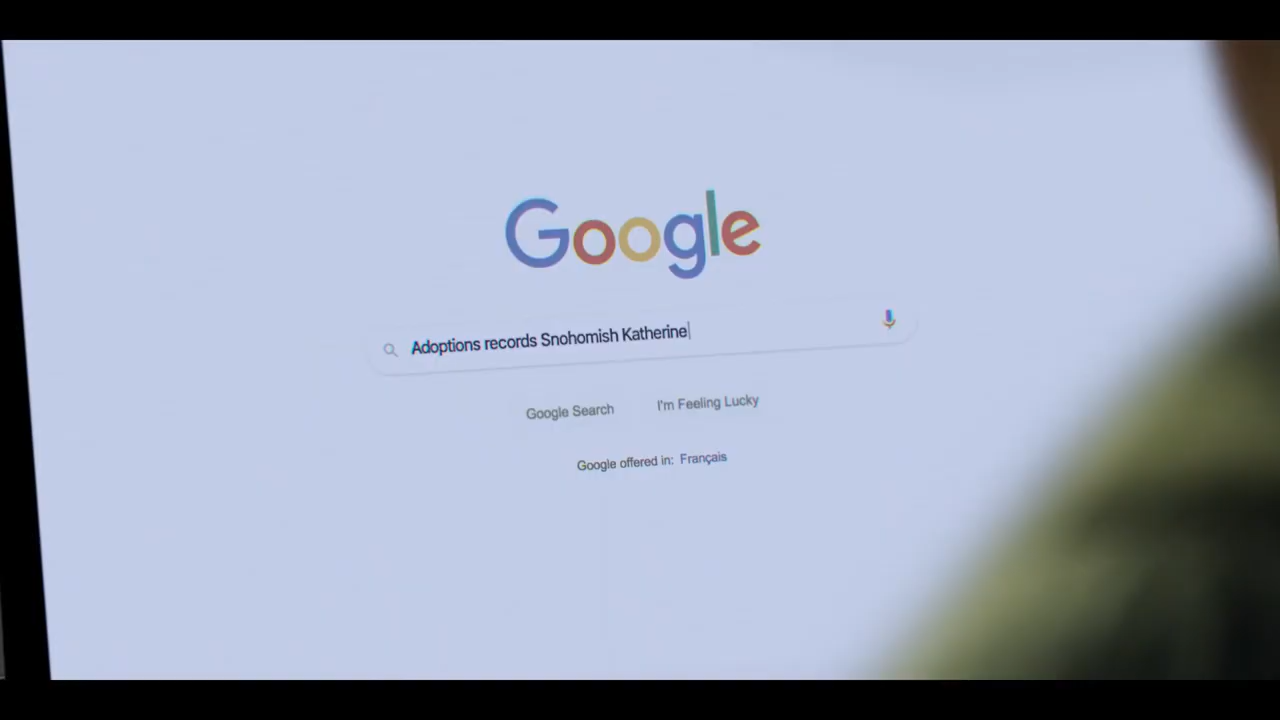 Google
Adoptions records Snohomish Katherine
Google Search I'm Feeling Lucky
Google offered in: Français